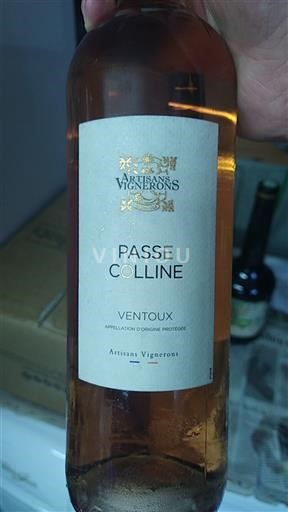 ARTISANS
VIGNERONS
PASSE
COLLINE
VENTOUX
APPELLATION D'ORIGINE PROTÉGÉE
Artisans Vignerons